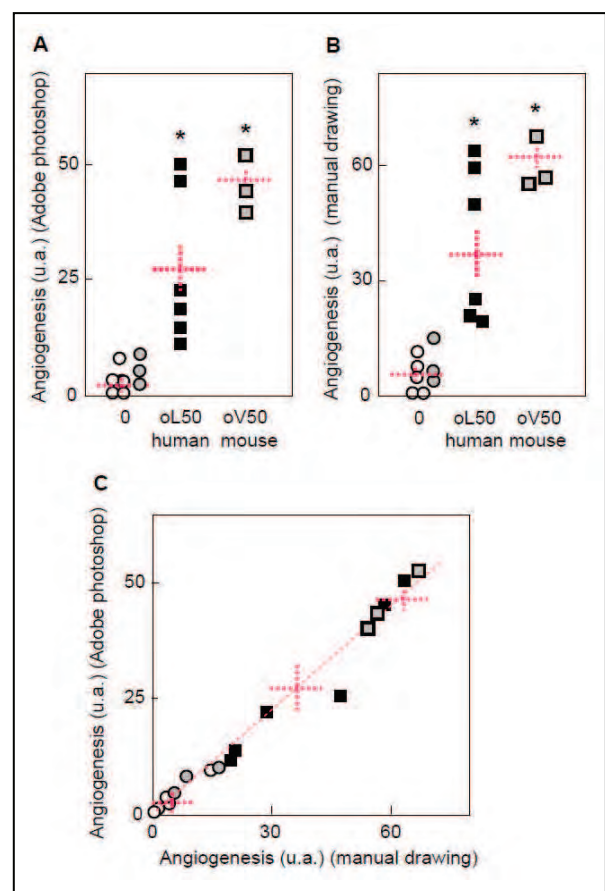 A
Angiogenesis (u.a.) (Adobe photoshop)
50
25
0
*
*
0
oL50
human
oV50
mouse
B
Angiogenesis (u.a.) (manual drawing)
60
30
0
*
*
0
oL50
human
oV50
mouse
C
Angiogenesis (u.a.) (Adobe photoshop)
50
25
0
0
30
60
Angiogenesis (u.a.) (manual drawing)